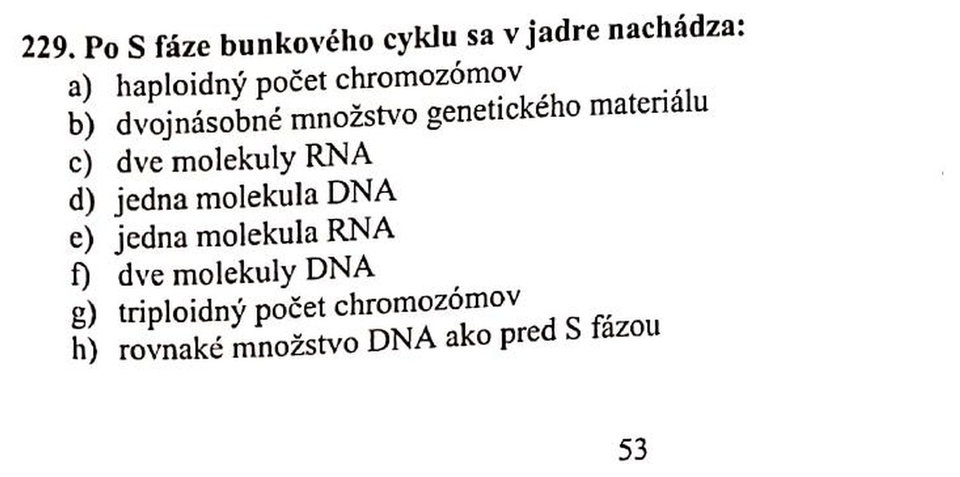 229. Po S fáze bunkového cyklu sa v jadre nachádza:
a) haploidný počet chromozómov
b) dvojnásobné množstvo genetického materiálu
c) dve molekuly RNA
d) jedna molekula DNA
e) jedna molekula RNA
f) dve molekuly DNA
g) triploidný počet chromozómov
h) rovnaké množstvo DNA ako pred S fázou
53